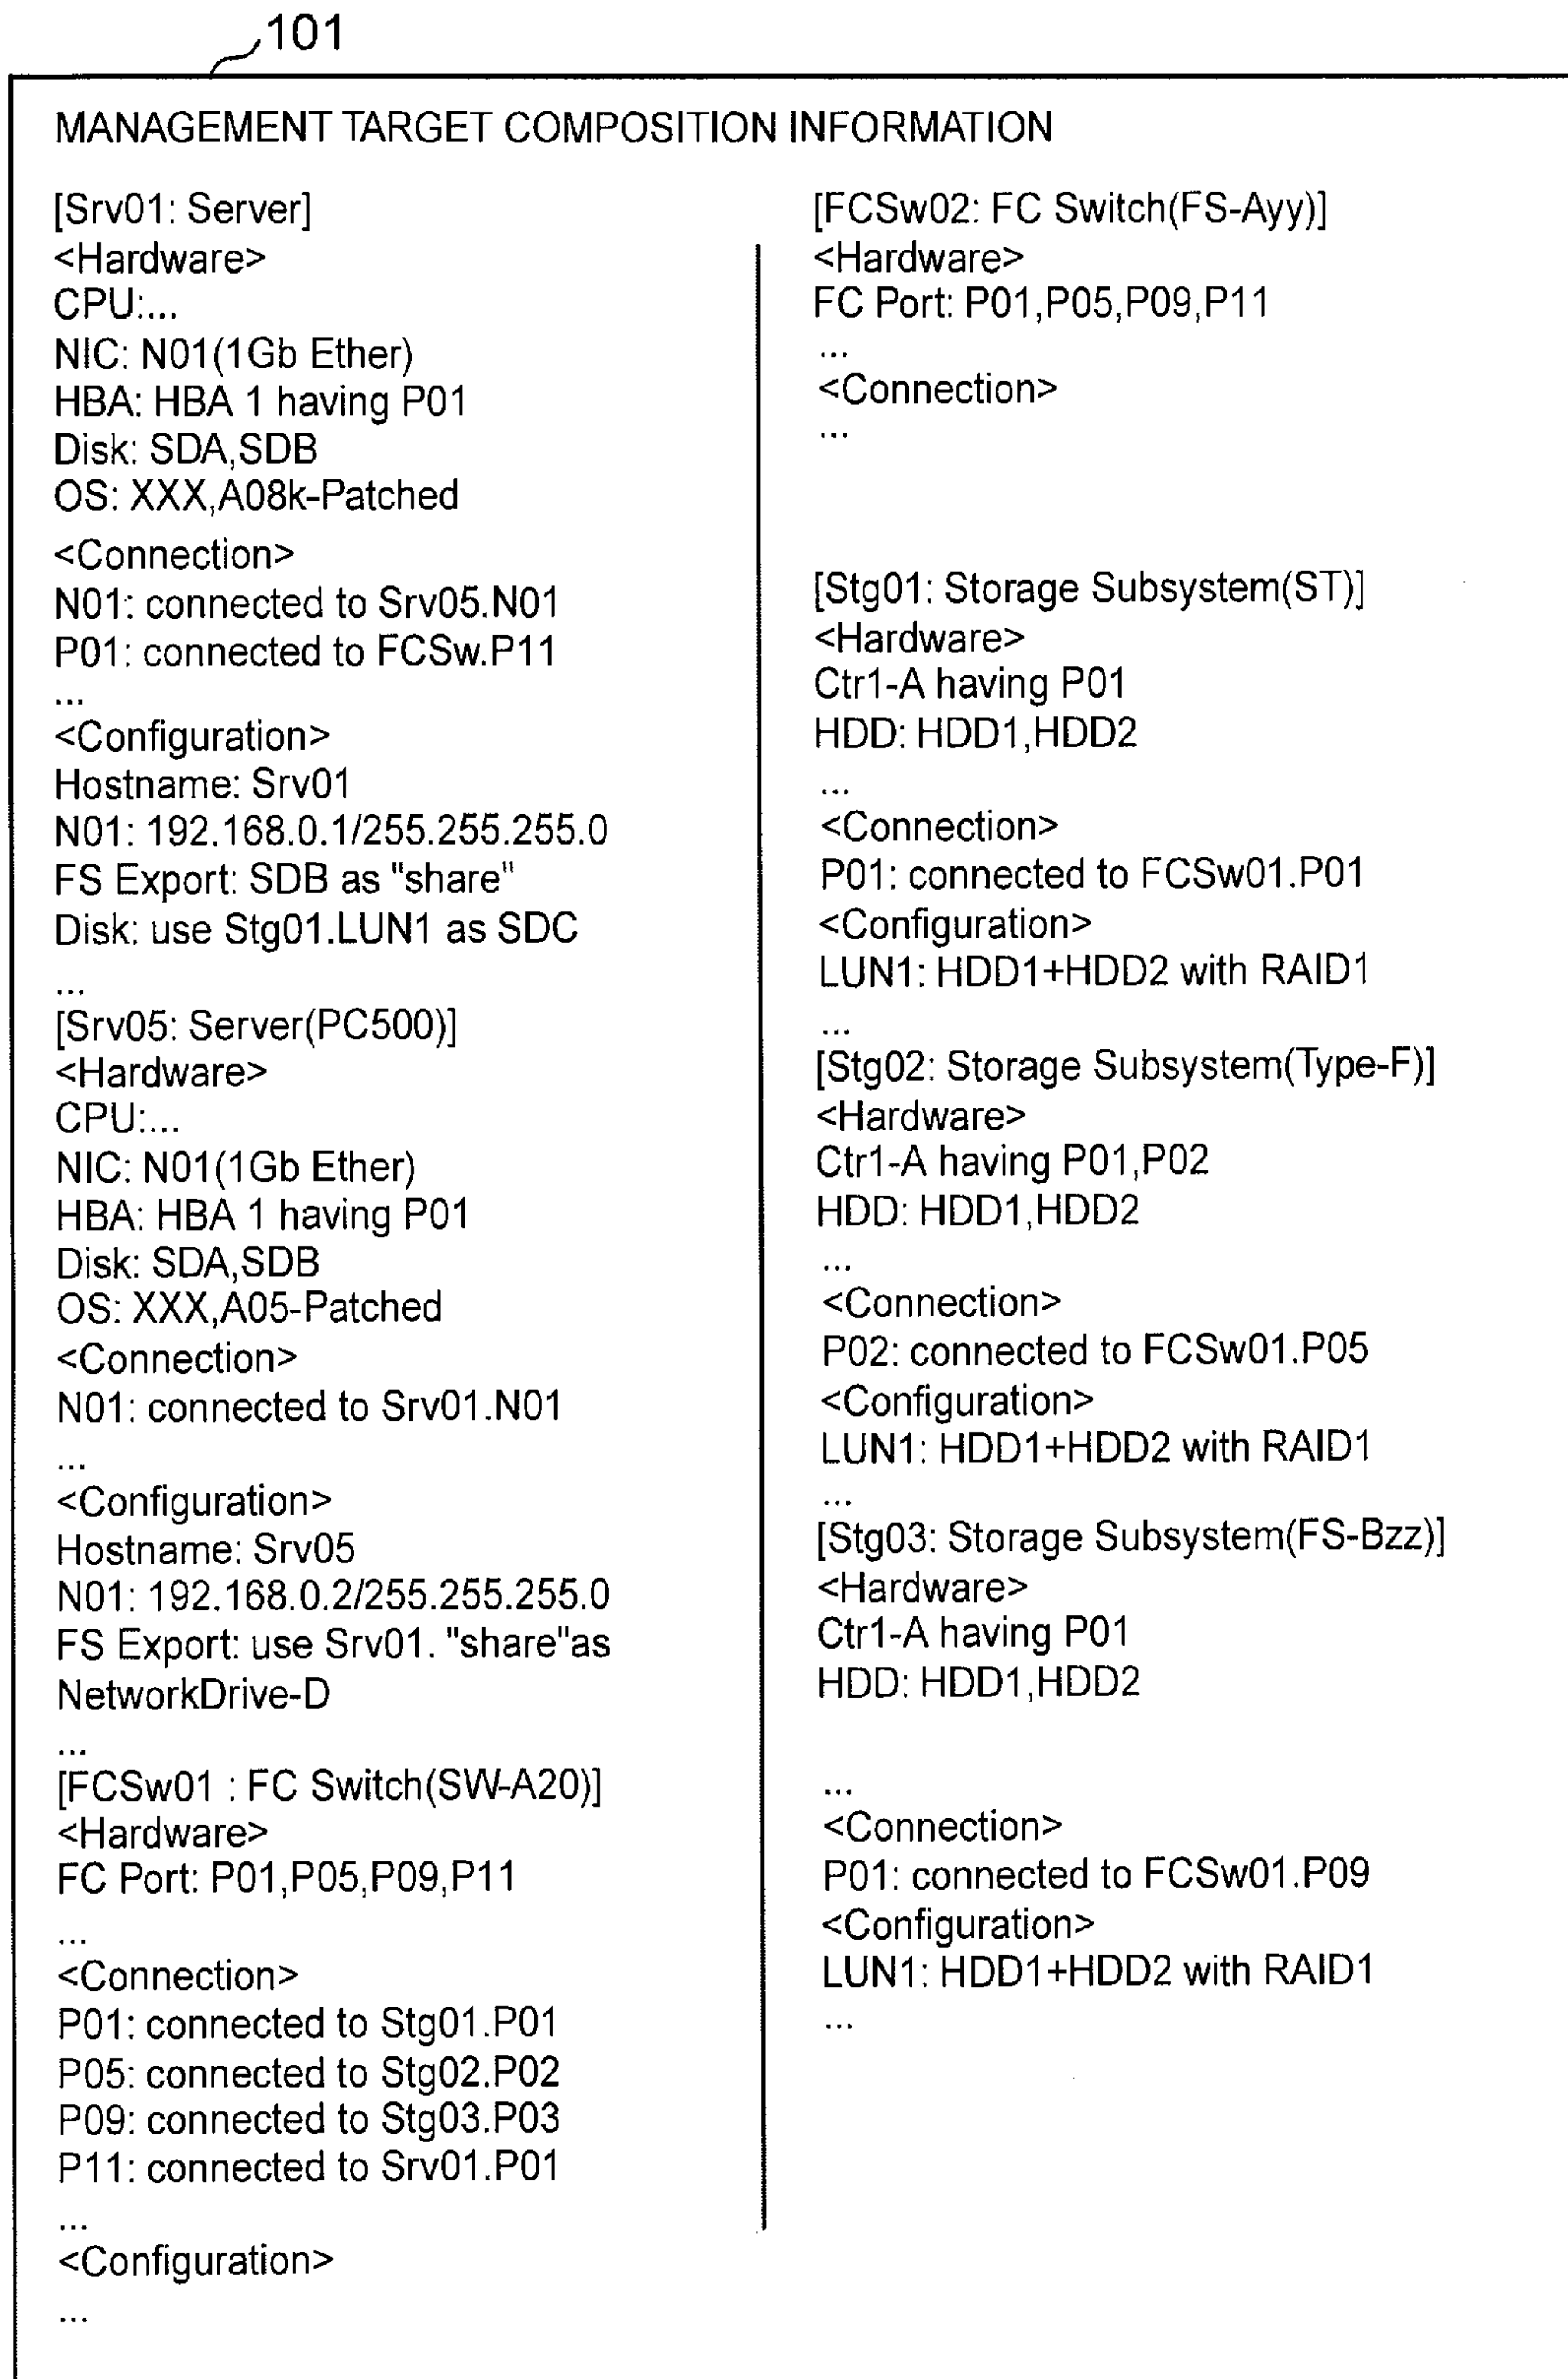 101
MANAGEMENT TARGET COMPOSITION INFORMATION
[Srv01: Server]
<Hardware>
CPU:...
NIC: N01(1Gb Ether)
HBA: HBA 1 having P01
Disk: SDA,SDB
OS: XXX,A08k-Patched
<Connection>
N01: connected to Srv05.N01
P01: connected to FCSw.P11
...
<Configuration>
Hostname: Srv01
N01: 192.168.0.1/255.255.255.0
FS Export: SDB as "share"
Disk: use Stg01.LUN1 as SDC
...
[Srv05: Server(PC500)]
<Hardware>
CPU:...
NIC: N01(1Gb Ether)
HBA: HBA 1 having P01
Disk: SDA,SDB
OS: XXX,A05-Patched
<Connection>
N01: connected to Srv01.N01
...
<Configuration>
Hostname: Srv05
N01: 192.168.0.2/255.255.255.0
FS Export: use Srv01. "share"as
NetworkDrive-D
...
[FCSw01 : FC Switch(SW-A20)]
<Hardware>
FC Port: P01,P05,P09,P11
...
<Connection>
P01: connected to Stg01.P01
P05: connected to Stg02.P02
P09: connected to Stg03.P03
P11: connected to Srv01.P01
...
<Configuration>
...
[FCSw02: FC Switch(FS-Ayy)]
<Hardware>
FC Port: P01,P05,P09,P11
...
<Connection>
...
[Stg01: Storage Subsystem(ST)]
<Hardware>
Ctr1-A having P01
HDD: HDD1,HDD2
...
<Connection>
P01: connected to FCSw01.P01
<Configuration>
LUN1: HDD1+HDD2 with RAID1
...
[Stg02: Storage Subsystem(Type-F)]
<Hardware>
Ctr1-A having P01,P02
HDD: HDD1,HDD2
...
<Connection>
P02: connected to FCSw01.P05
<Configuration>
LUN1: HDD1+HDD2 with RAID1
...
[Stg03: Storage Subsystem(FS-Bzz)]
<Hardware>
Ctr1-A having P01
HDD: HDD1,HDD2
...
<Connection>
P01: connected to FCSw01.P09
<Configuration>
LUN1: HDD1+HDD2 with RAID1
...